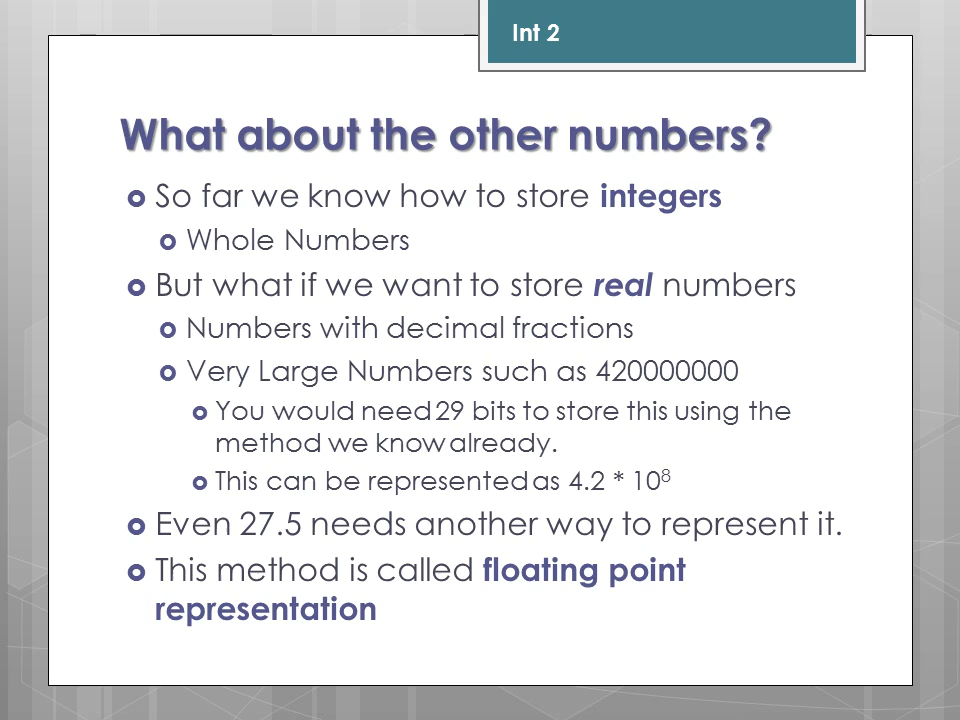 Int 2
What about the other numbers?
So far we know how to store integers
Whole Numbers
But what if we want to store real numbers
Numbers with decimal fractions
Very Large Numbers such as 420000000
You would need 29 bits to store this using the
method we know already.
This can be represented as 4.2 * 10⁸
Even 27.5 needs another way to represent it.
This method is called floating point
representation